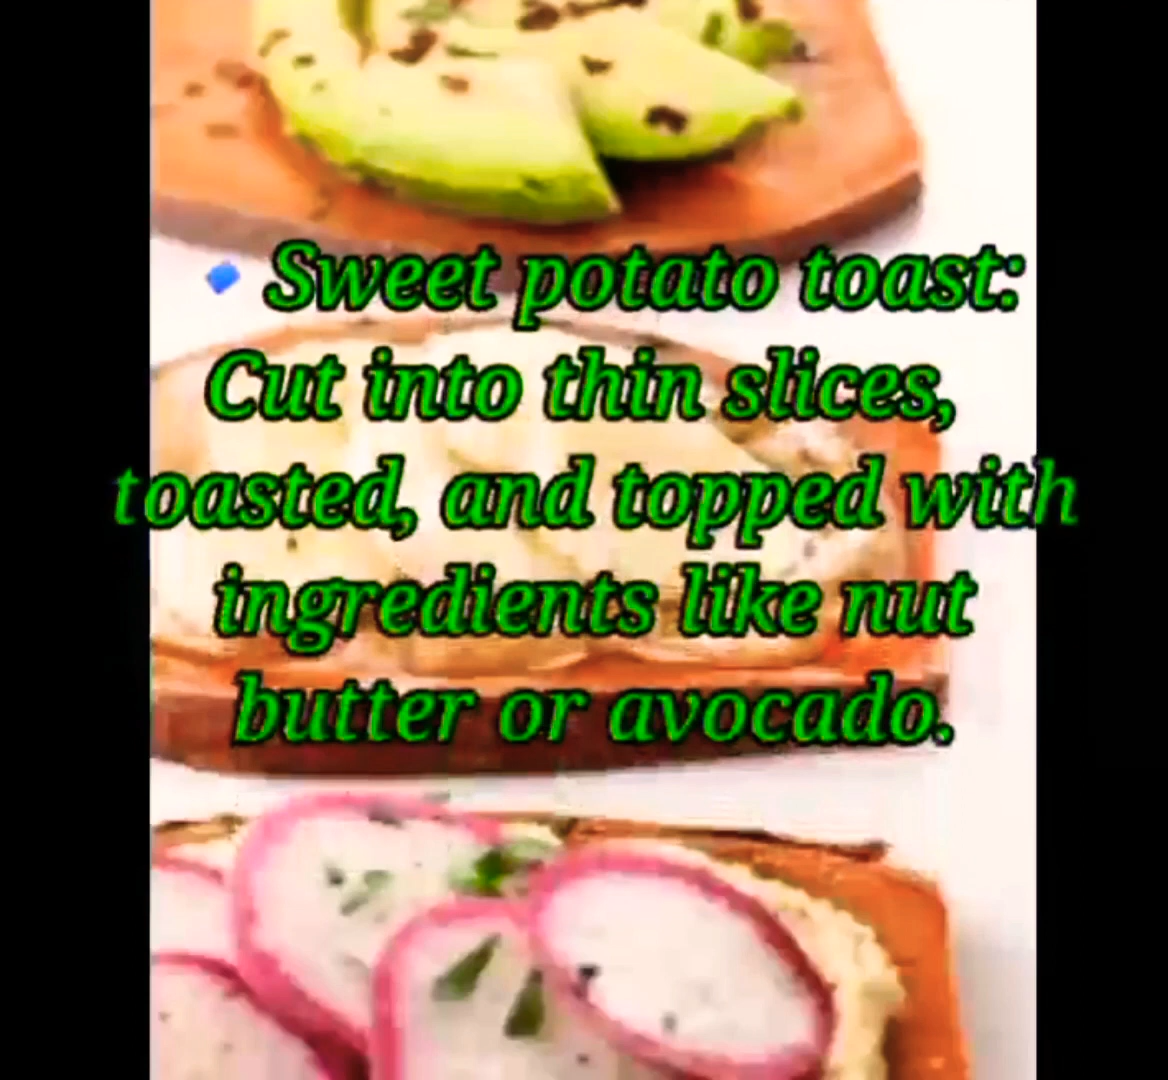 🔹 Sweet potato toast:
Cut into thin slices,
toasted, and topped with
ingredients like nut
butter or avocado.